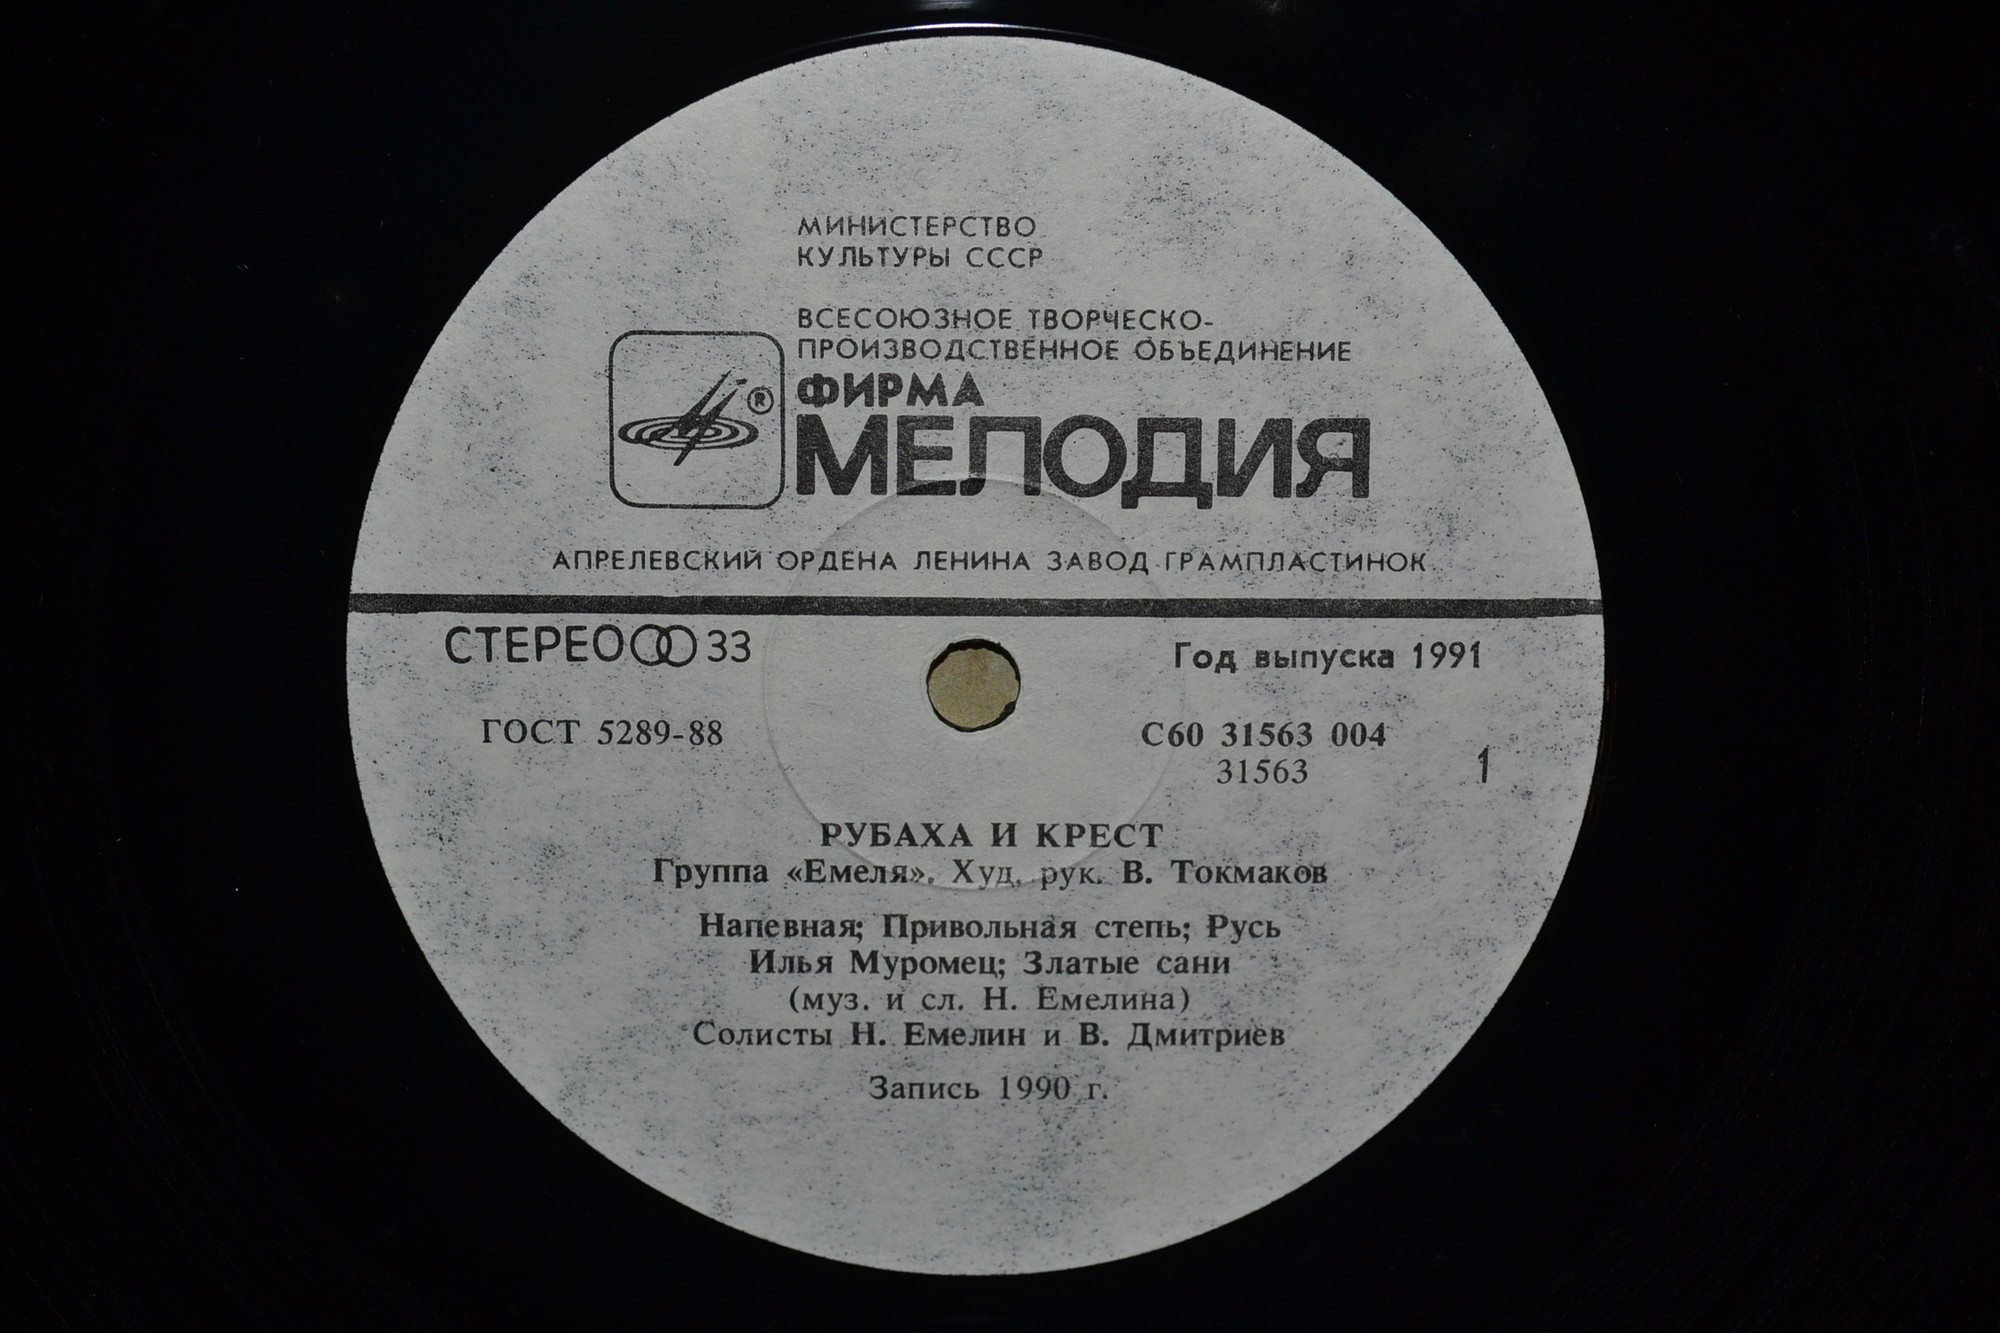 МИНИСТЕРСТВО
КУЛЬТУРЫ СССР
ВСЕСОЮЗНОЕ ТВОРЧЕСКО-
ПРОИЗВОДСТВЕННОЕ ОБЪЕДИНЕНИЕ
ФИРМА
®
МЕЛОДИЯ
АПРЕЛЕВСКИЙ ОРДЕНА ЛЕНИНА ЗАВОД ГРАМПЛАСТИНОК
СТЕРЕО 33
Год выпуска 1991
ГОСТ 5289-88
С60 31563 004
31563
1
РУБАХА И КРЕСТ
Группа «Емеля». Худ. рук. В. Токмаков
Напевная; Привольная степь; Русь
Илья Муромец; Златые сани
(муз. и сл. Н. Емелина)
Солисты Н. Емелин и В. Дмитриев
Запись 1990 г.